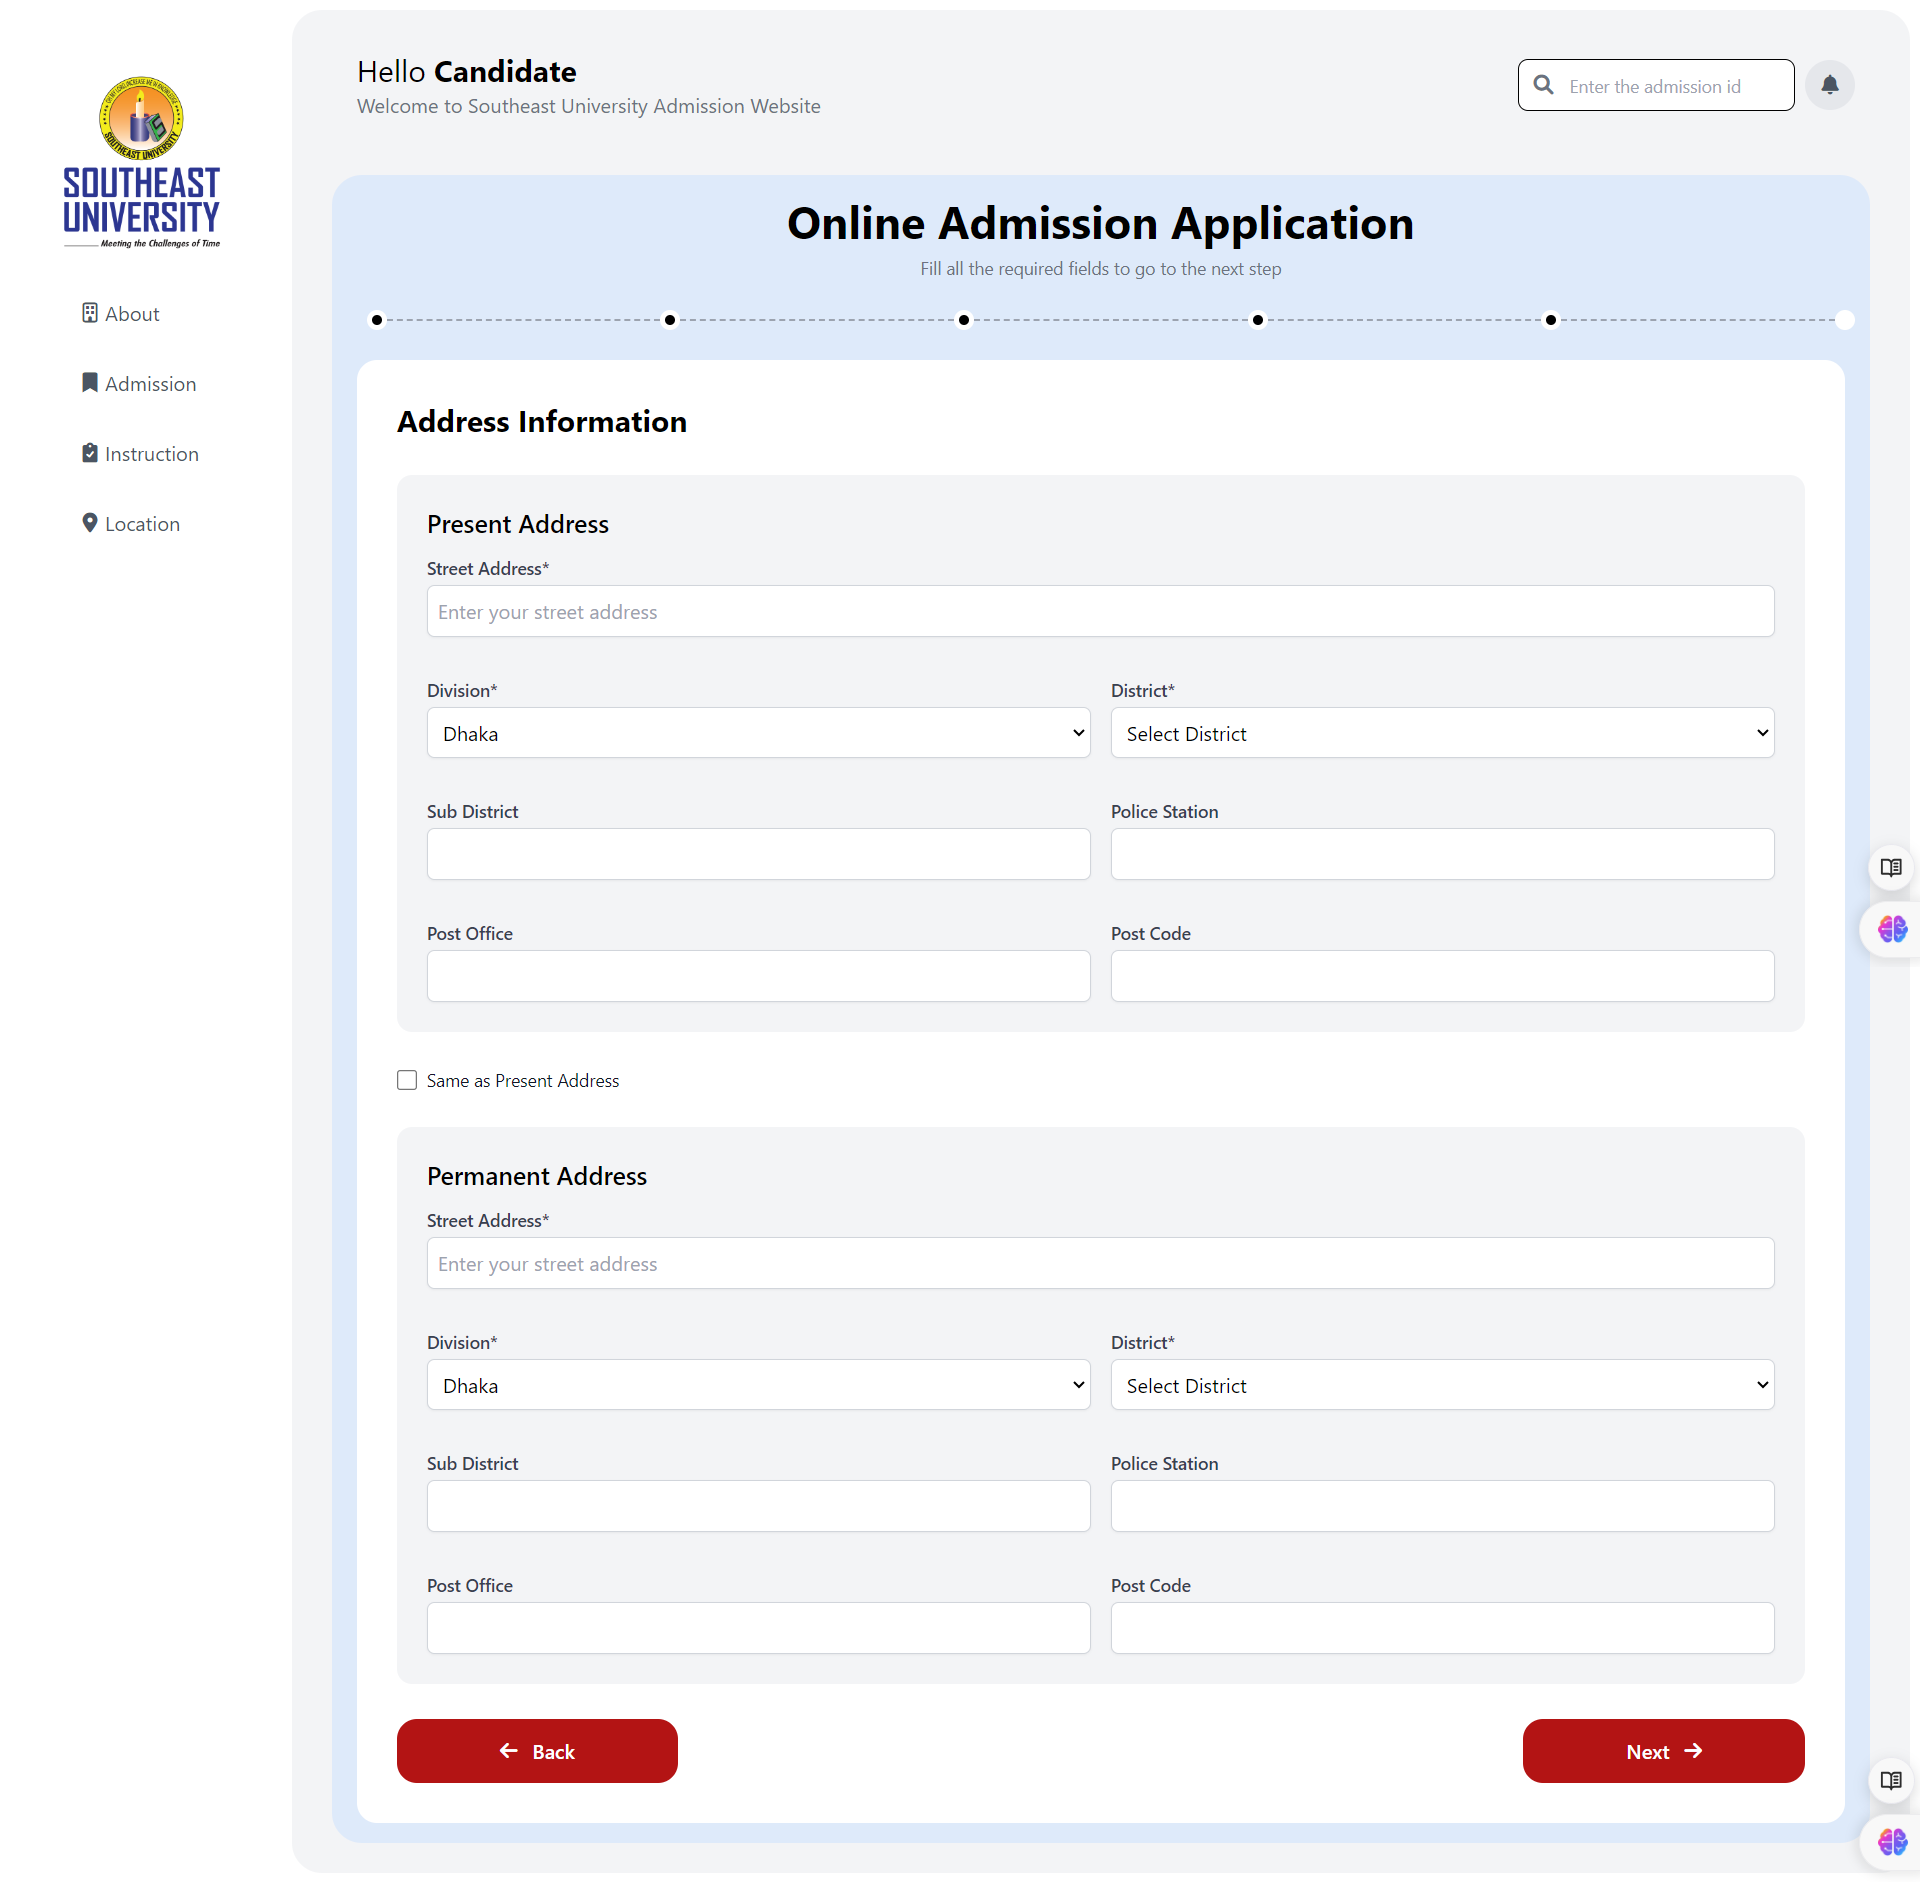 SOUTHEAST UNIVERSITY
SOUTHEAST
UNIVERSITY
Meeting the Challenges of Time
About
Admission
Instruction
Location
Hello Candidate
Welcome to Southeast University Admission Website
Enter the admission id
Online Admission Application
Fill all the required fields to go to the next step
Address Information
Present Address
Street Address*
Enter your street address
Division*
District*
Dhaka
Select District
Sub District
Police Station
Post Office
Post Code
Same as Present Address
Permanent Address
Street Address*
Enter your street address
Division*
District*
Dhaka
Select District
Sub District
Police Station
Post Office
Post Code
Back
Next